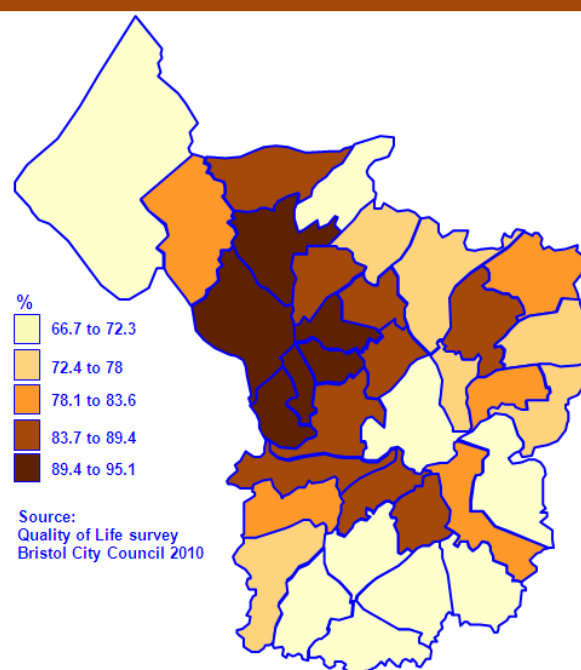 %
66.7 to 72.3
72.4 to 78
78.1 to 83.6
83.7 to 89.4
89.4 to 95.1
Source:
Quality of Life survey
Bristol City Council 2010